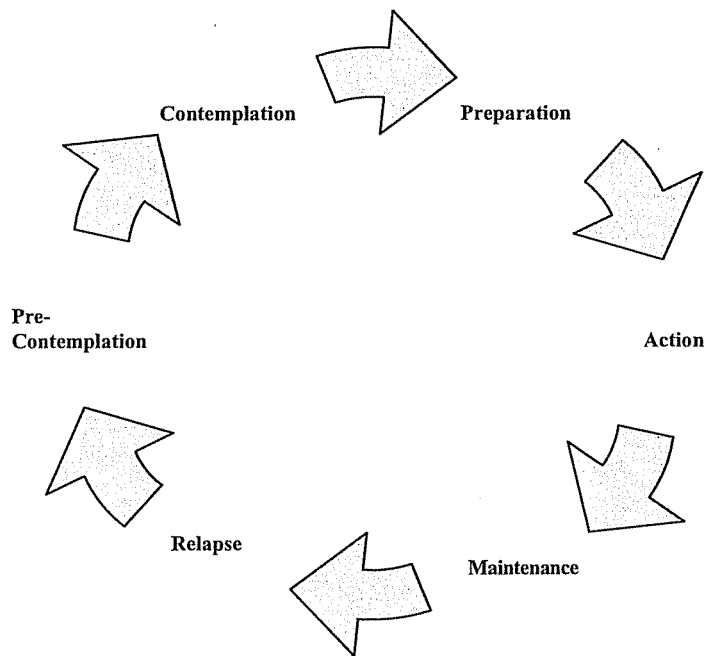 Contemplation
Preparation
Pre-
Contemplation
Action
Relapse
Maintenance